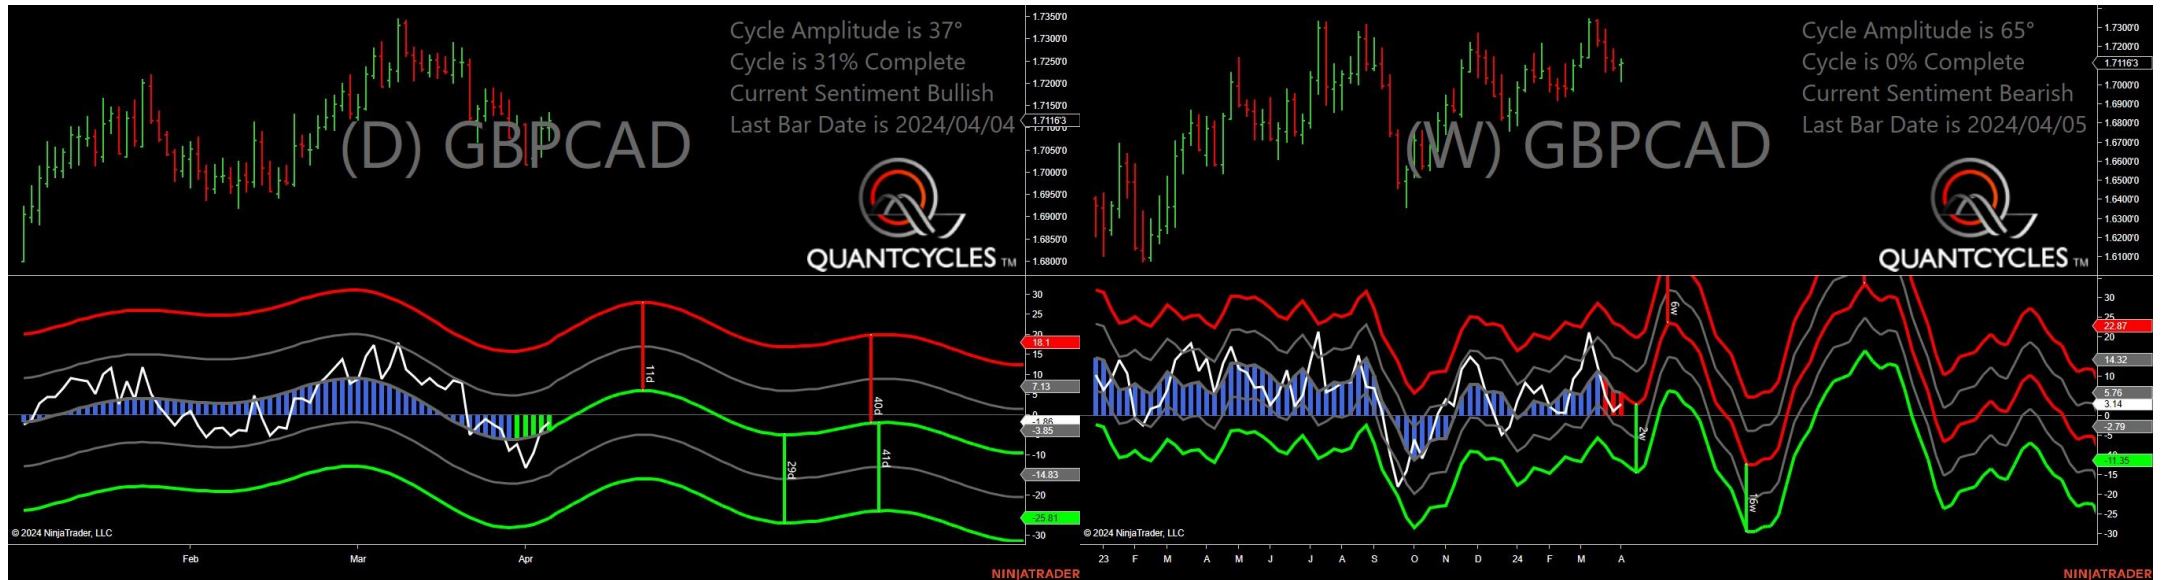 Cycle Amplitude is 37°
Cycle is 31% Complete
Current Sentiment Bullish
Last Bar Date is 2024/04/04
(D) GBPCAD
QUANTCYCLES TM
1.7350'0
1.7300'0
1.7250'0
1.7200'0
1.7150'0
1.7116'3
1.7100'0
1.7050'0
1.7000'0
1.6950'0
1.6900'0
1.6850'0
1.6800'0
30
25
20
18.1
15
10
7.13
5
0
-1.86
-3.85
-10
-14.83
-20
-25.81
-30
11d
29d
40d
41d
© 2024 NinjaTrader, LLC
Feb
Mar
Apr
NINJATRADER
Cycle Amplitude is 65°
Cycle is 0% Complete
Current Sentiment Bearish
Last Bar Date is 2024/04/05
(W) GBPCAD
QUANTCYCLES TM
1.7300'0
1.7200'0
1.7116'3
1.7000'0
1.6900'0
1.6800'0
1.6700'0
1.6600'0
1.6500'0
1.6400'0
1.6300'0
1.6200'0
1.6100'0
30
25
22.87
20
14.32
10
5.76
3.14
0
-2.79
-5
-11.35
-15
-20
-25
-30
2w
6w
16w
© 2024 NinjaTrader, LLC
23 F M A M J J A S O N D 24 F M A
NINJATRADER